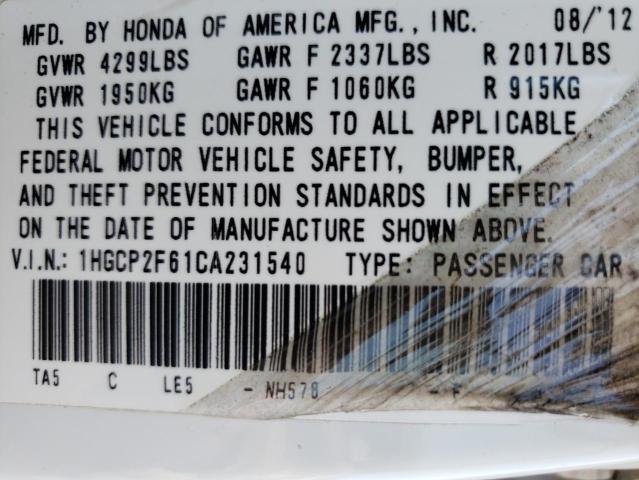 MFD. BY HONDA OF AMERICA MFG., INC. 08/'12
GVWR 4299LBS GAWR F 2337LBS R 2017LBS
GVWR 1950KG GAWR F 1060KG R 915KG
THIS VEHICLE CONFORMS TO ALL APPLICABLE
FEDERAL MOTOR VEHICLE SAFETY, BUMPER,
AND THEFT PREVENTION STANDARDS IN EFFECT
ON THE DATE OF MANUFACTURE SHOWN ABOVE.
V.I.N.: 1HGCP2F61CA231540 TYPE: PASSENGER CAR
TA5 C LE5 - NH578 - F